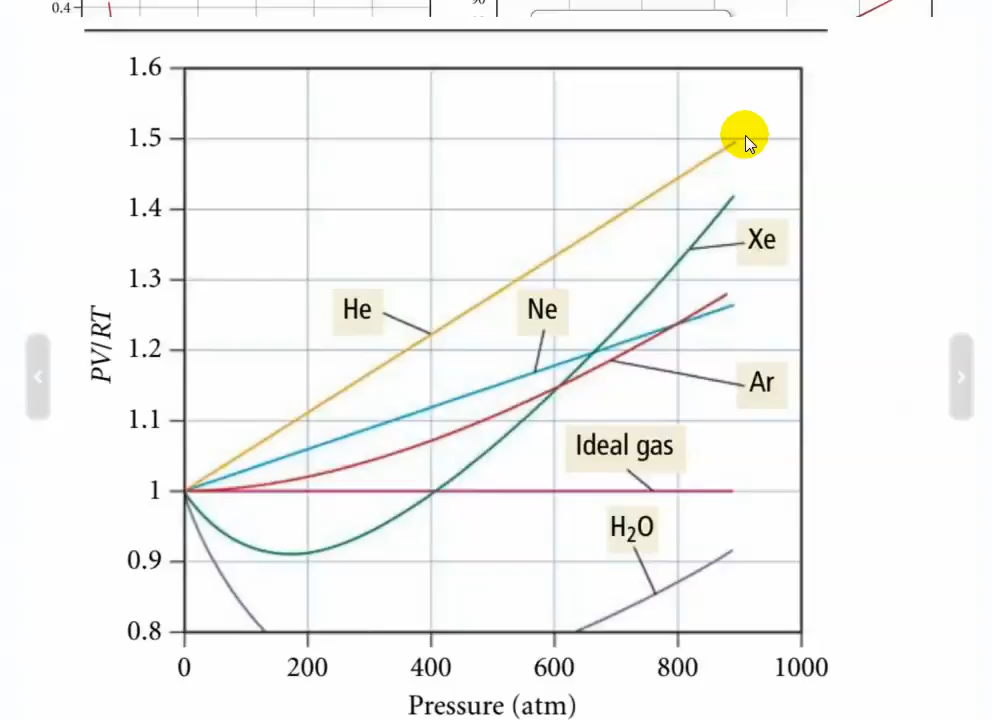 0.4
1.6
1.5
1.4
1.3
1.2
1.1
1
0.9
0.8
PV/RT
He
Ne
Xe
Ar
Ideal gas
H₂O
0 200 400 600 800 1000
Pressure (atm)